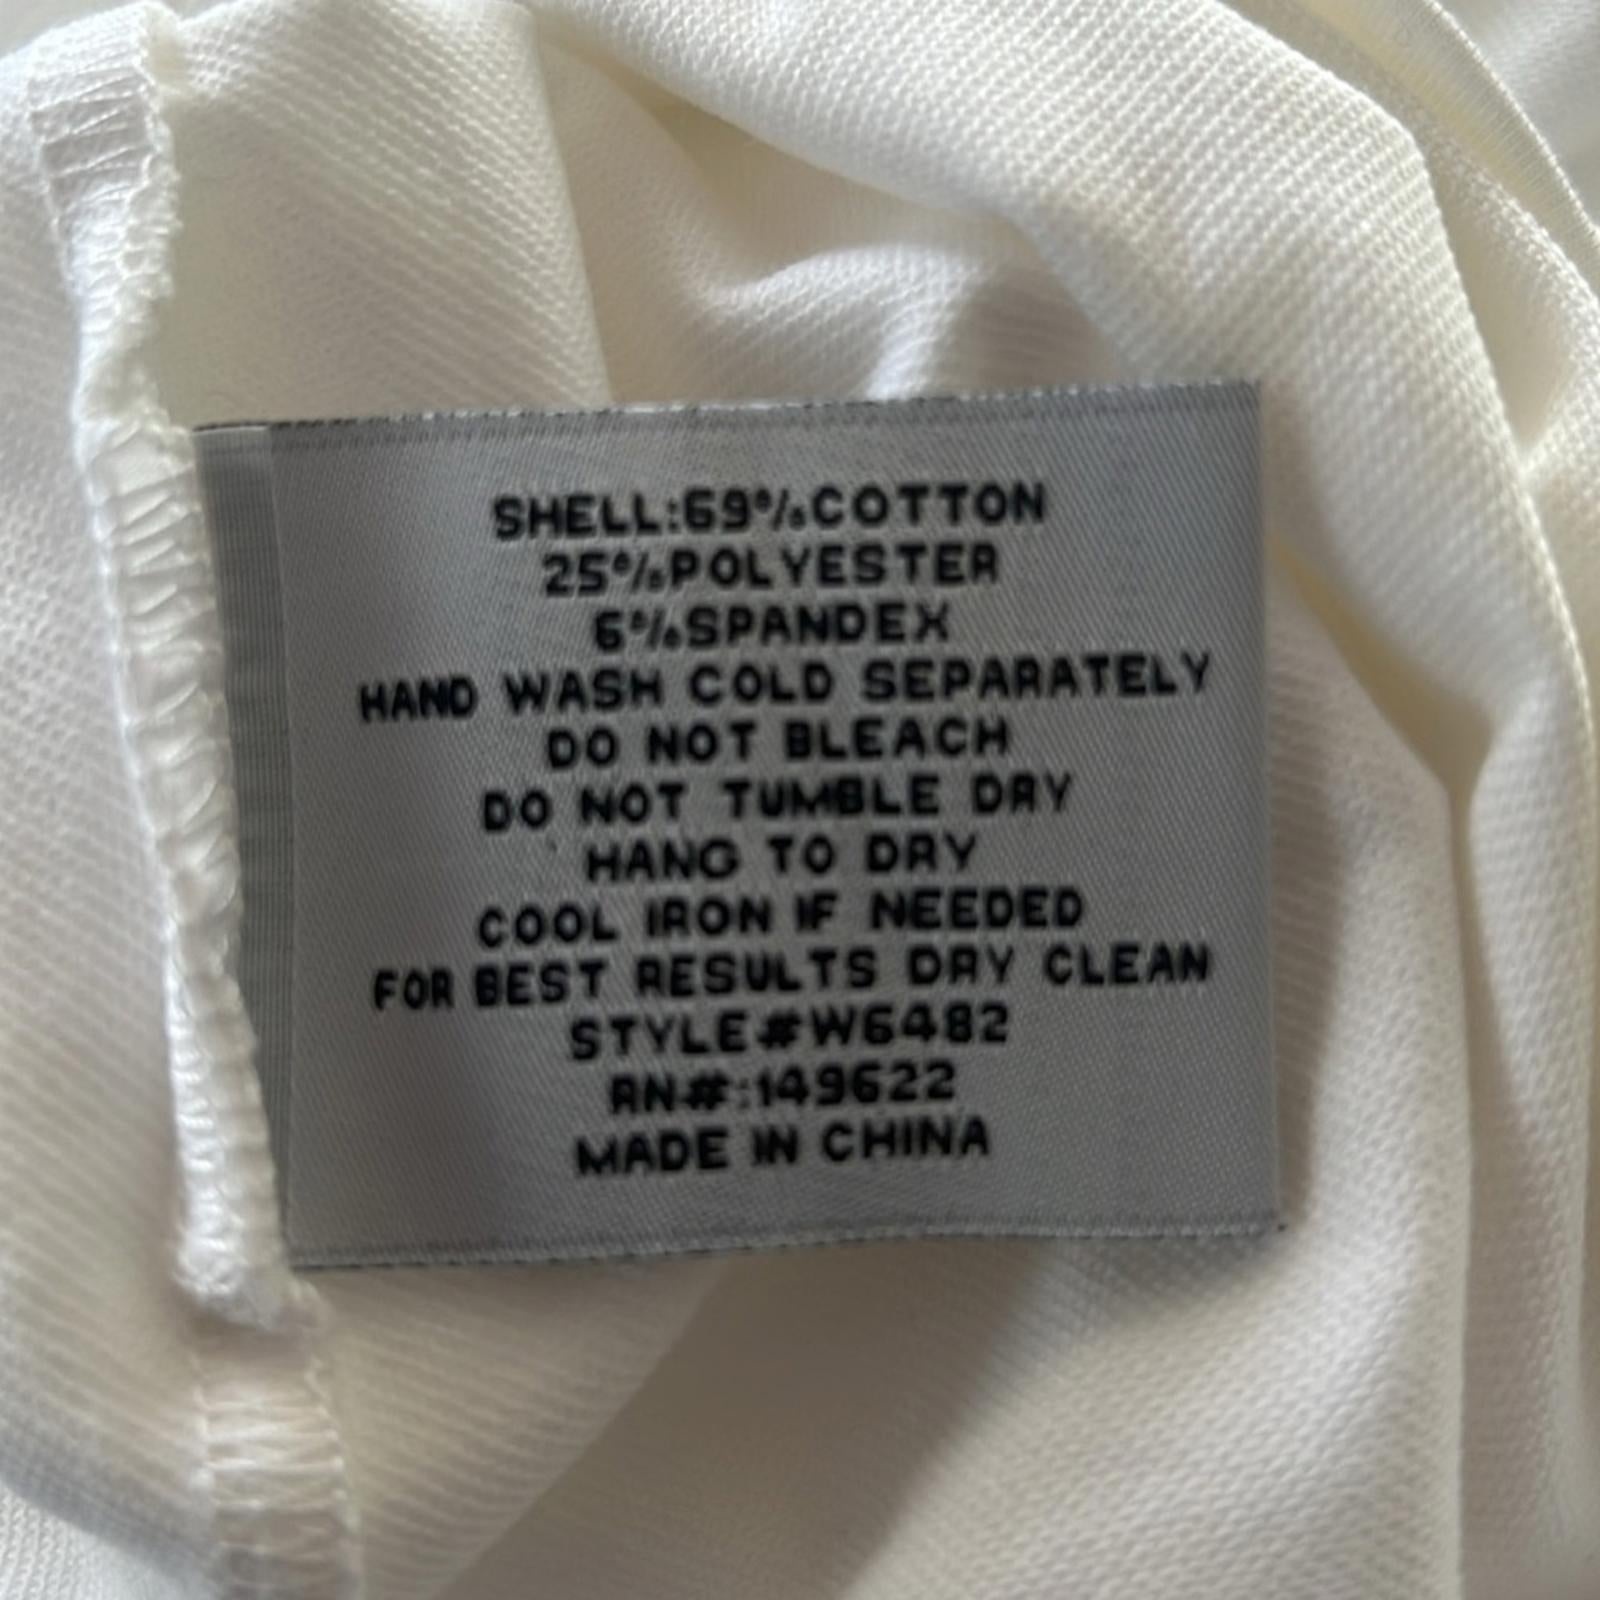 SHELL:69%COTTON
25%POLYESTER
6%SPANDEX
HAND WASH COLD SEPARATELY
DO NOT BLEACH
DO NOT TUMBLE DRY
HANG TO DRY
COOL IRON IF NEEDED
FOR BEST RESULTS DRY CLEAN
STYLE#W6482
RN#:149622
MADE IN CHINA